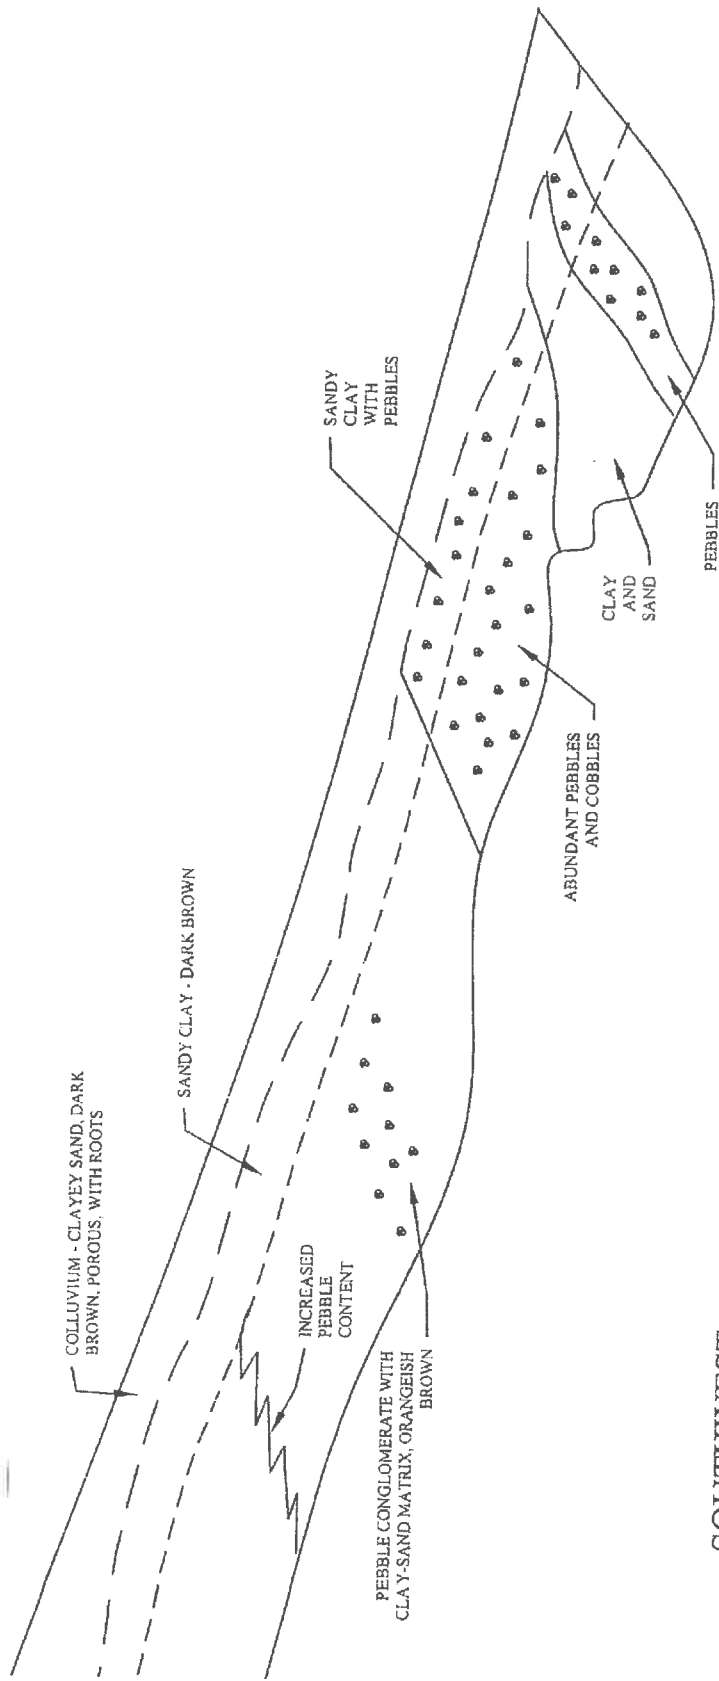 COLLUVIUM - CLAYEY SAND, DARK
BROWN, POROUS, WITH ROOTS
SANDY CLAY - DARK BROWN
SANDY
CLAY
WITH
PEBBLES
INCREASED
PEBBLE
CONTENT
PEBBLE CONGLOMERATE WITH
CLAY-SAND MATRIX, ORANGEISH
BROWN
ABUNDANT PEBBLES
AND COBBLES
CLAY
AND
SAND
PEBBLES